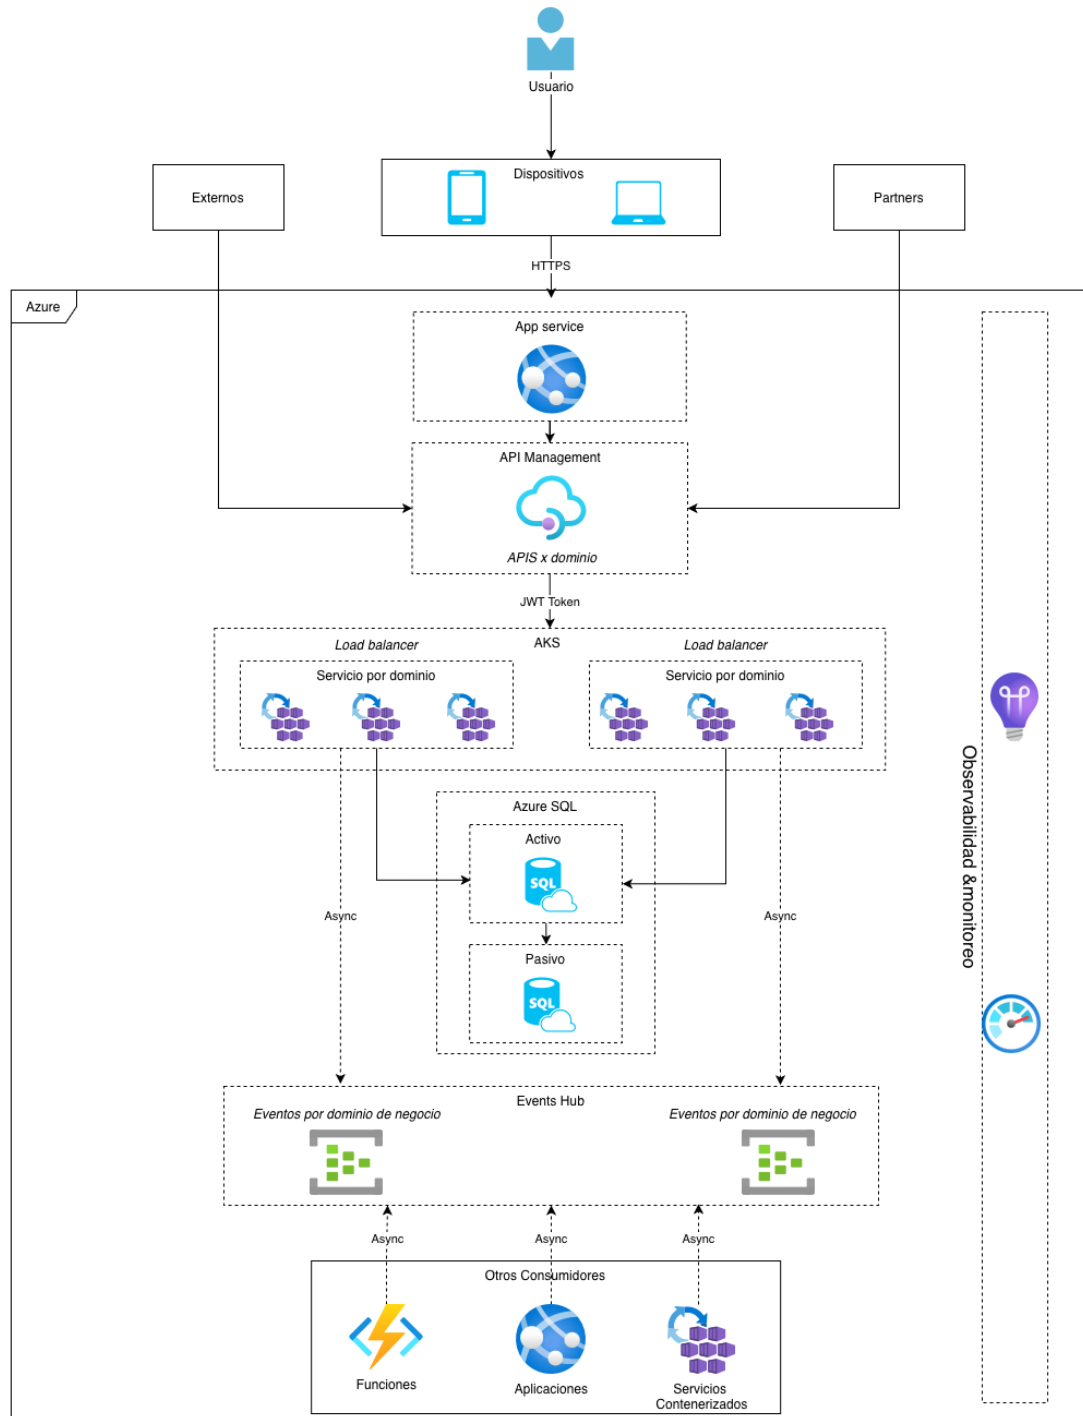 Usuario
Dispositivos
Externos
Partners
HTTPS
Azure
App service
API Management
APIS x dominio
JWT Token
AKS
Load balancer
Load balancer
Servicio por dominio
Servicio por dominio
Observabilidad &monitoreo
Azure SQL
Activo
SQL
Async
Async
Pasivo
SQL
Events Hub
Eventos por dominio de negocio
Eventos por dominio de negocio
Async
Async
Async
Otros Consumidores
Funciones
Aplicaciones
Servicios
Contenerizados